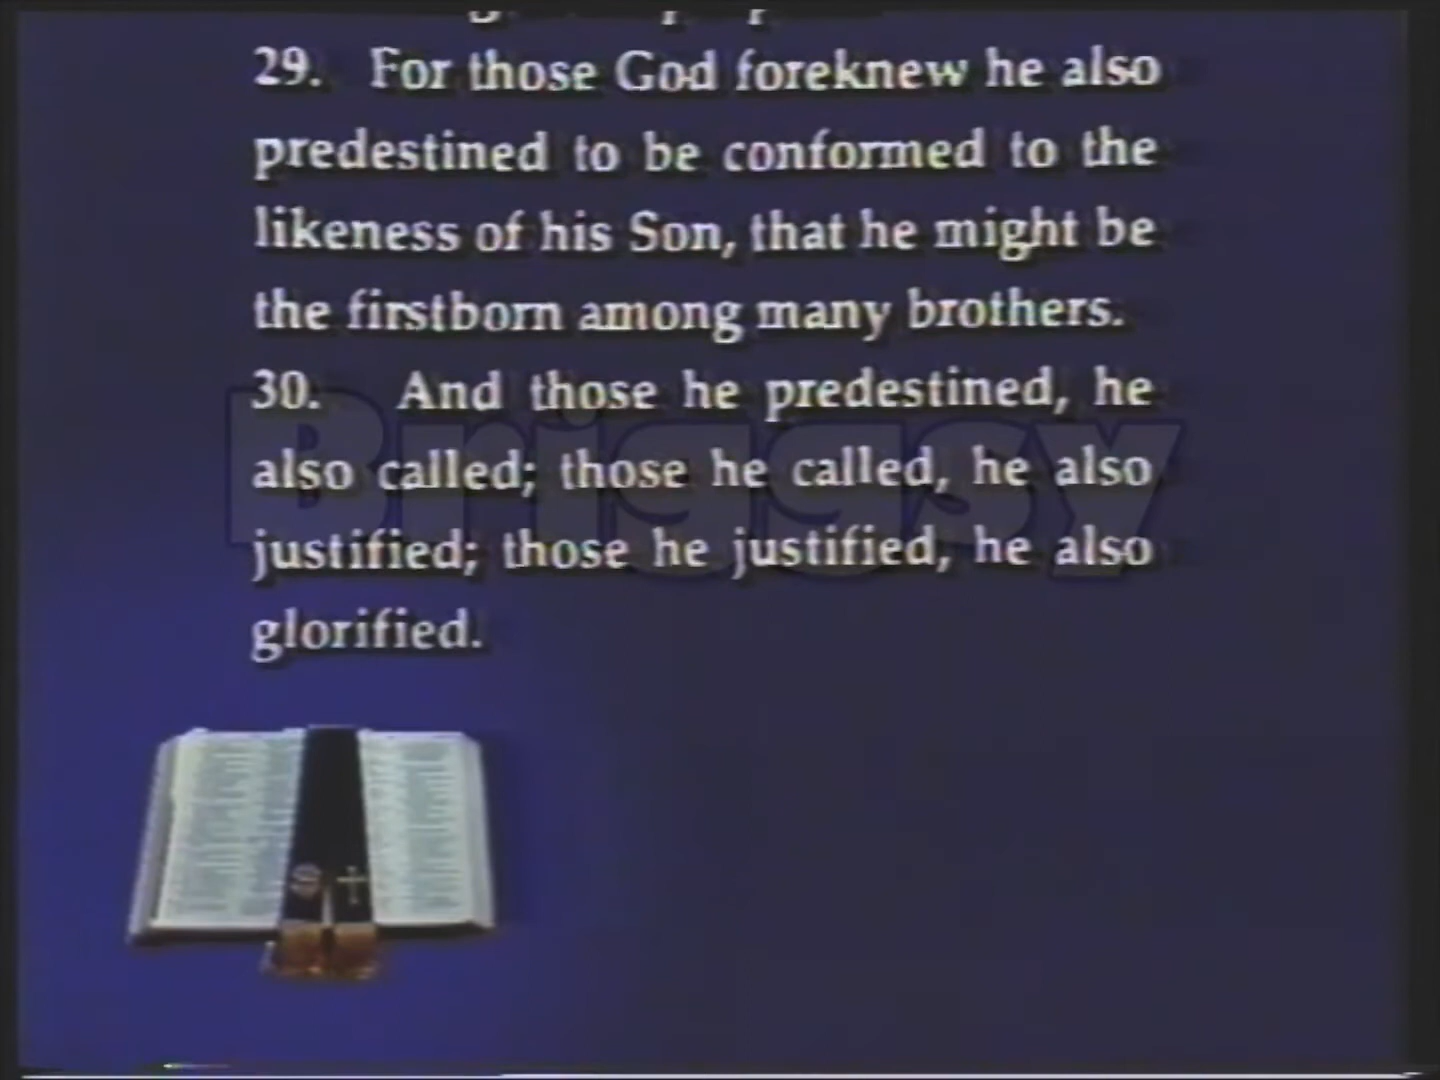 29. For those God foreknew he also
predestined to be conformed to the
likeness of his Son, that he might be
the firstborn among many brothers.
30. And those he predestined, he
also called; those he called, he also
justified; those he justified, he also
glorified.
Briggsy